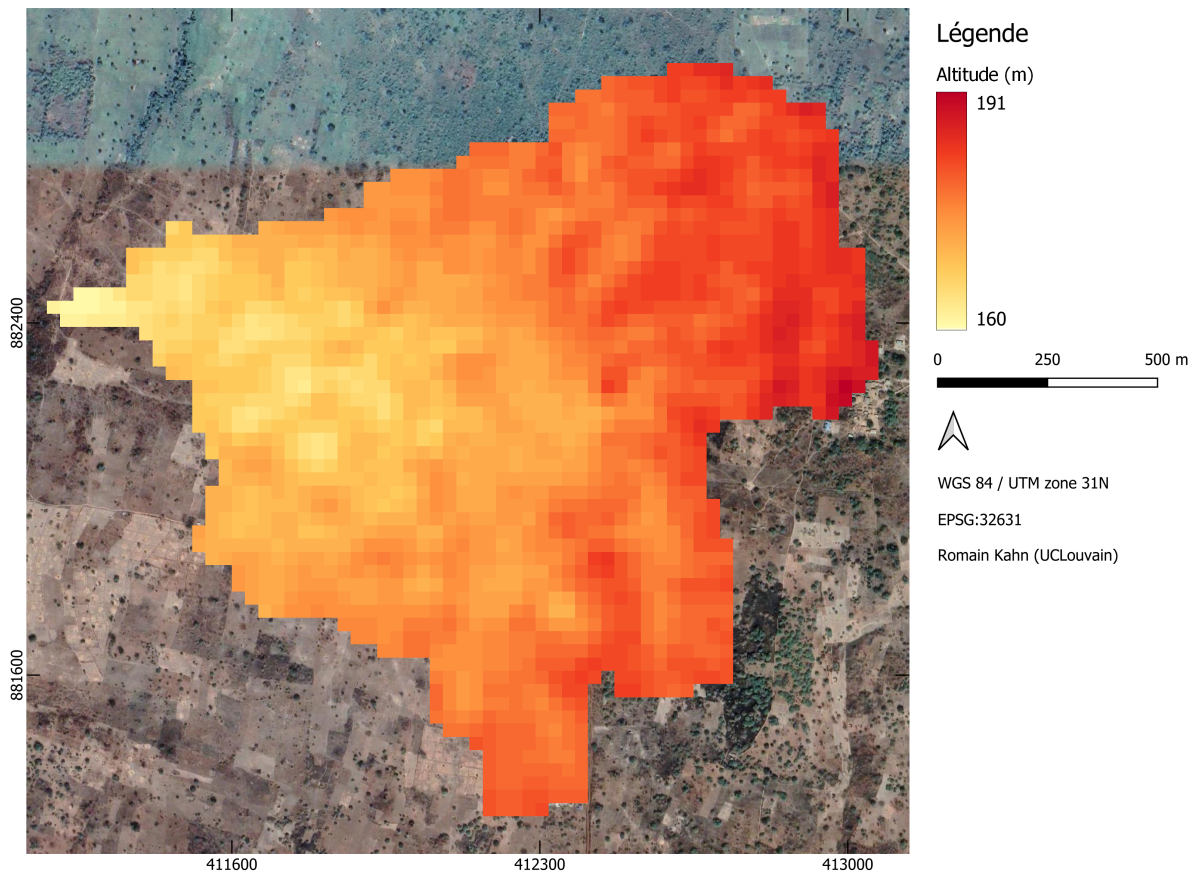 Légende
Altitude (m)
191
160
0 250 500 m
WGS 84 / UTM zone 31N
EPSG:32631
Romain Kahn (UCLouvain)
882400
881600
411600 412300 413000